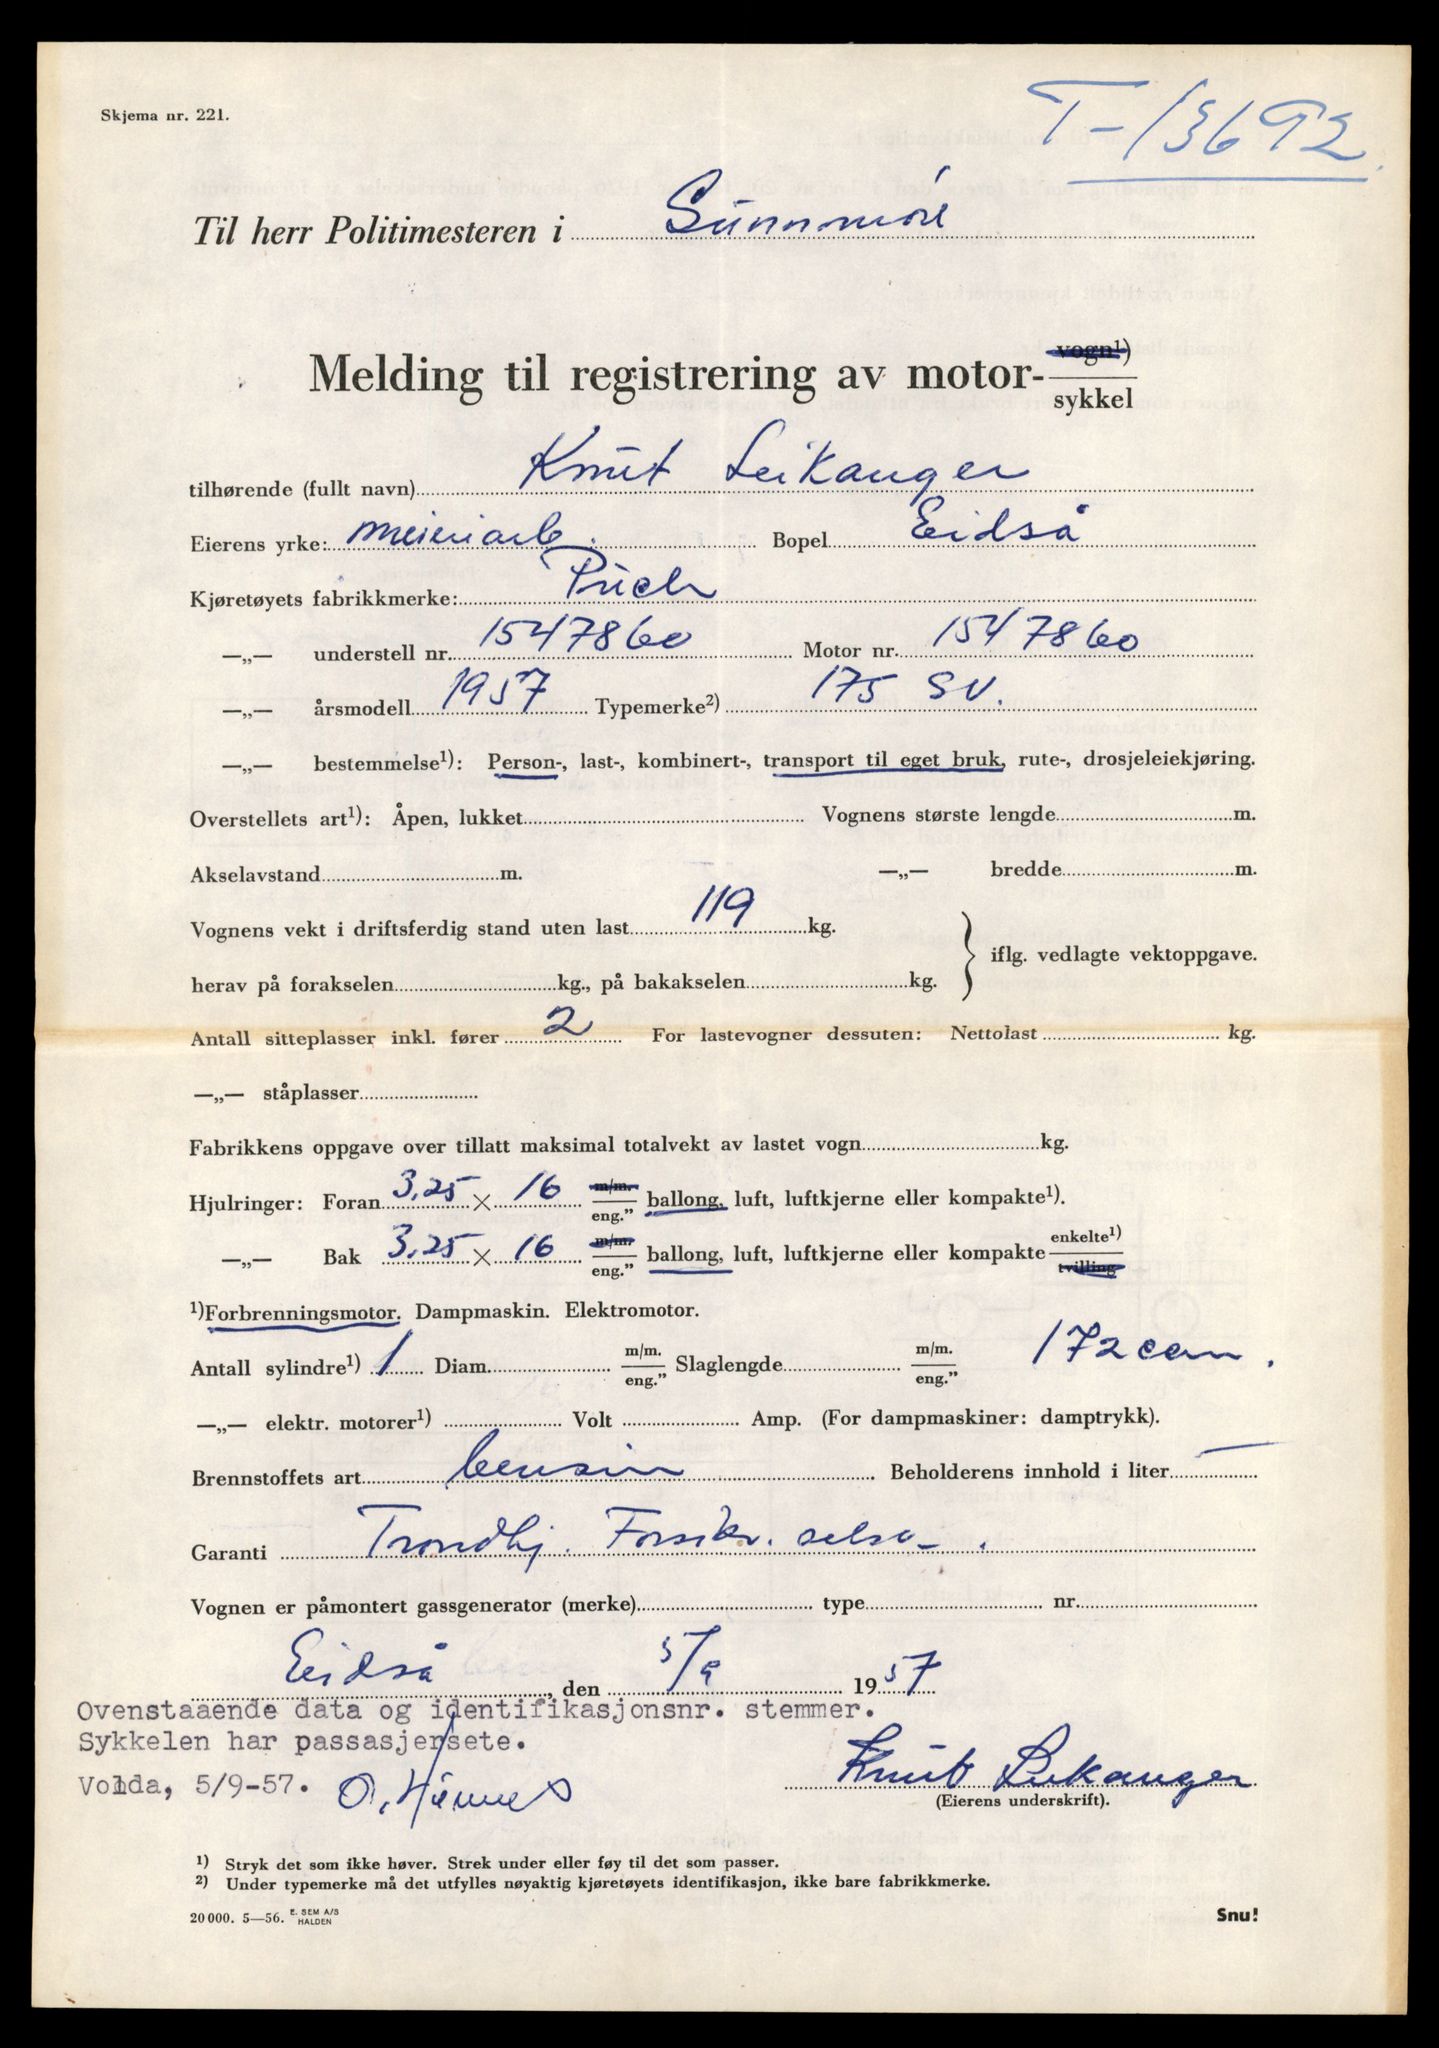 Skjema nr. 221.
T-13692
Til herr Politimesteren i Sunnmöre
Melding til registrering av motor- vogn¹) sykkel
tilhørende (fullt navn) Knut Leikanger
Eierens yrke: meieriarb. Bopel Eidså
Kjøretøyets fabrikkmerke: Puch
—„— understell nr. 1547860 Motor nr. 1547860
—„— årsmodell 1957 Typemerke²) 175 SV.
—„— bestemmelse¹): Person-, last-, kombinert-, transport til eget bruk, rute-, drosjeleiekjøring.
Overstellets art¹): Åpen, lukket Vognens største lengde m.
Akselavstand m. —„— bredde m.
Vognens vekt i driftsferdig stand uten last 119 kg.
iflg. vedlagte vektoppgave.
herav på forakselen kg., på bakakselen kg.
Antall sitteplasser inkl. fører 2 For lastevogner dessuten: Nettolast kg.
—„— ståplasser
Fabrikkens oppgave over tillatt maksimal totalvekt av lastet vogn kg.
Hjulringer: Foran 3,25 × 16 m/m. eng.” ballong, luft, luftkjerne eller kompakte¹).
—„— Bak 3,25 × 16 m/m. eng.” ballong, luft, luftkjerne eller kompakte enkelte¹) tvilling
¹)Forbrenningsmotor. Dampmaskin. Elektromotor.
Antall sylindre¹) 1 Diam. m/m. eng.” Slaglengde m/m. eng.” 172 ccm.
—„— elektr. motorer¹) Volt Amp. (For dampmaskiner: damptrykk).
Brennstoffets art bensin Beholderens innhold i liter —
Garanti Trondhj. Forsikr. selsk.
Vognen er påmontert gassgenerator (merke) type nr.
Eidså, den 5/9 1957
Ovenstaaende data og identifikasjonsnr. stemmer.
Sykkelen har passasjersete.
Volda, 5/9-57. O.
Knut Leikanger
(Eierens underskrift).
¹) Stryk det som ikke høver. Strek under eller føy til det som passer.
²) Under typemerke må det utfylles nøyaktig kjøretøyets identifikasjon, ikke bare fabrikkmerke.
20 000. 5—56. E. SEM A/S HALDEN
Snu!